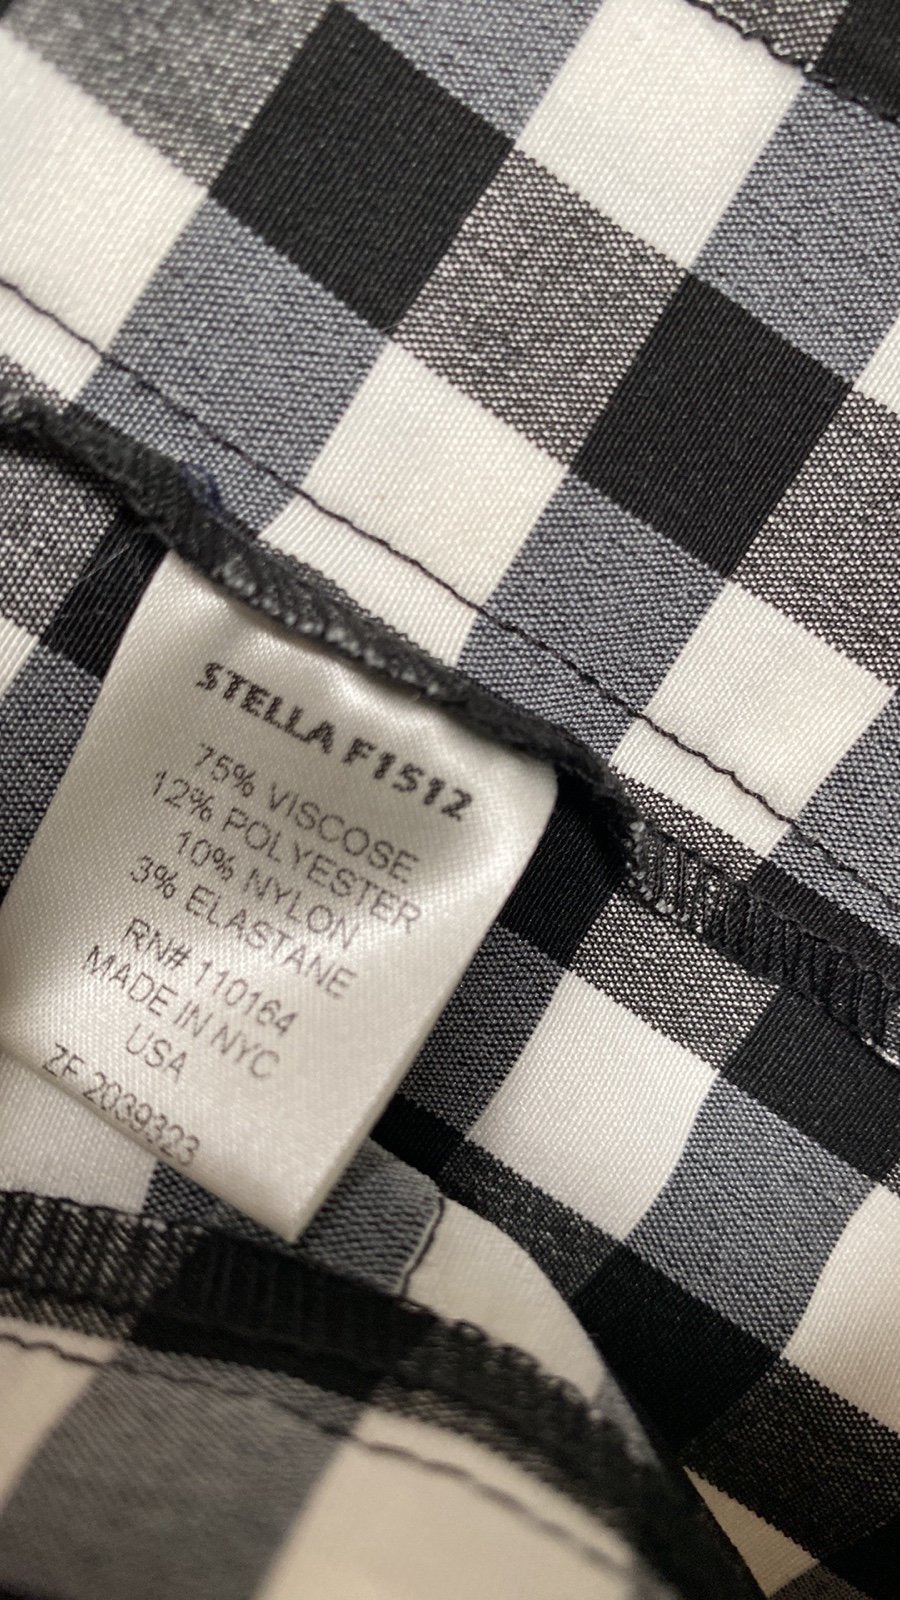 STELLA F1512
75% VISCOSE
12% POLYESTER
10% NYLON
3% ELASTANE
RN# 110164
MADE IN NYC
USA
ZF 2039323